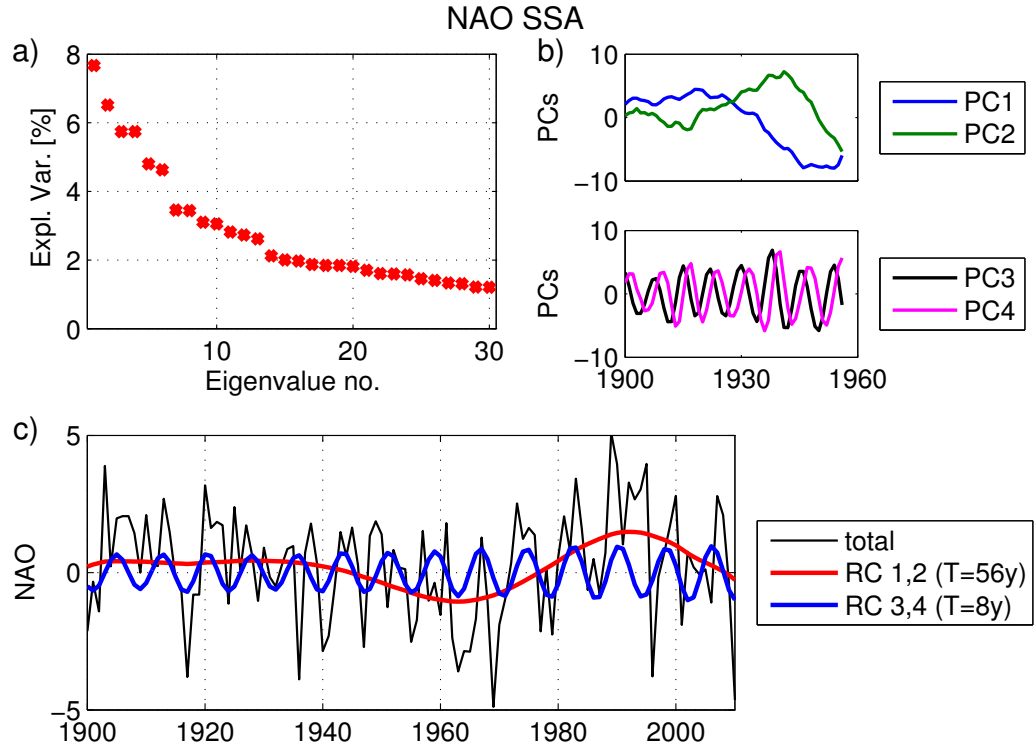 NAO SSA
a)
8
6
4
2
0
Expl. Var. [%]
10
20
30
Eigenvalue no.
b)
10
0
−10
PCs
PC1
PC2
10
0
−10
PCs
1900
1930
1960
PC3
PC4
c)
5
0
−5
NAO
1900
1920
1940
1960
1980
2000
total
RC 1,2 (T=56y)
RC 3,4 (T=8y)